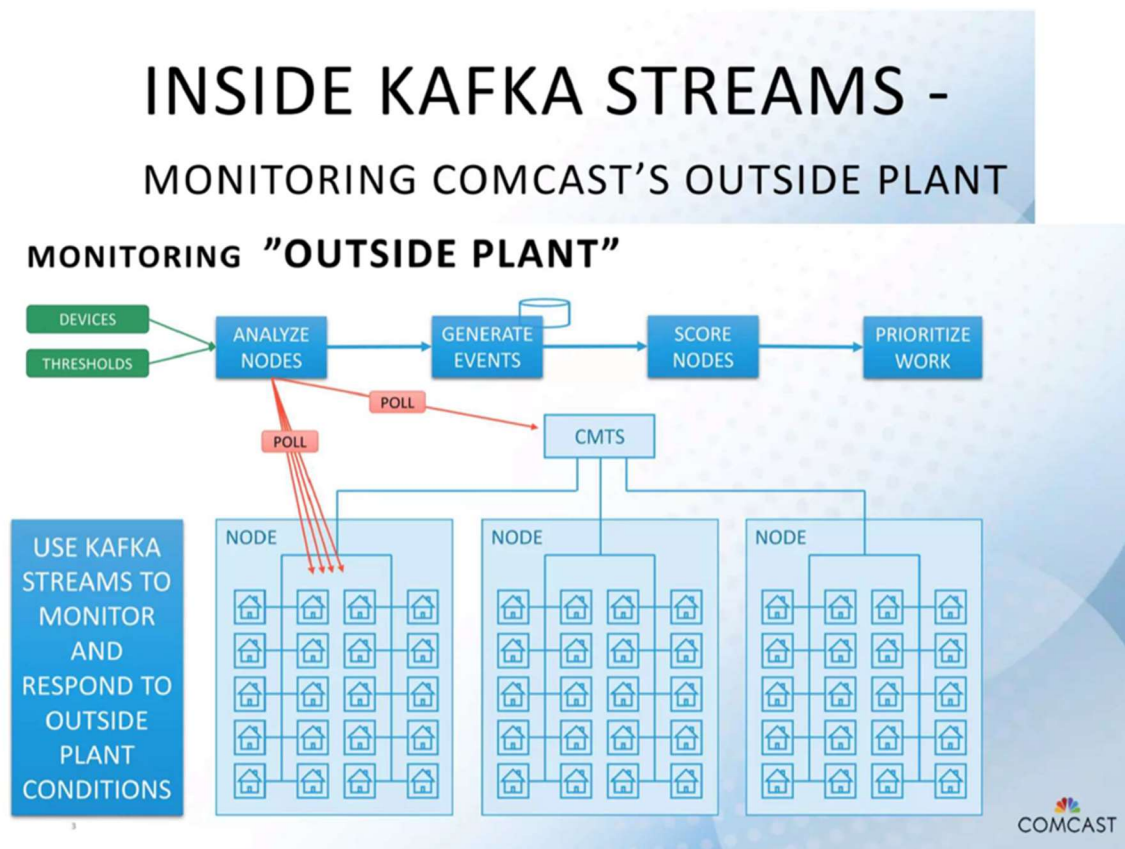 INSIDE KAFKA STREAMS -
MONITORING COMCAST’S OUTSIDE PLANT
MONITORING ”OUTSIDE PLANT”
DEVICES
THRESHOLDS
ANALYZE
NODES
GENERATE
EVENTS
SCORE
NODES
PRIORITIZE
WORK
POLL
POLL
CMTS
USE KAFKA
STREAMS TO
MONITOR
AND
RESPOND TO
OUTSIDE
PLANT
CONDITIONS
NODE
NODE
NODE
3
COMCAST